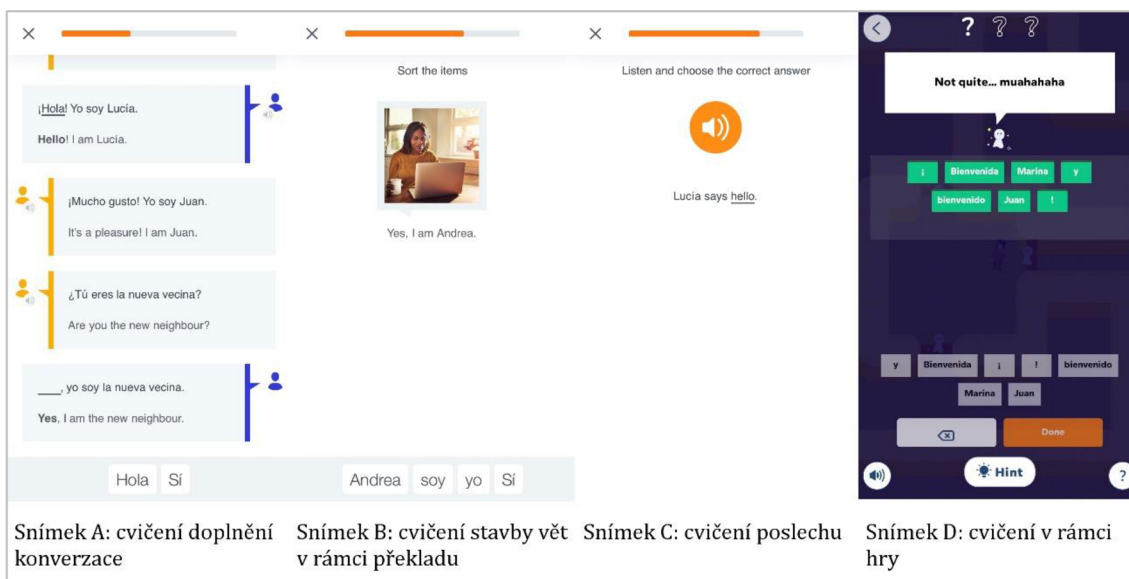 ¡Hola! Yo soy Lucía.
Hello! I am Lucía.
¡Mucho gusto! Yo soy Juan.
It's a pleasure! I am Juan.
¿Tú eres la nueva vecina?
Are you the new neighbour?
____, yo soy la nueva vecina.
Yes, I am the new neighbour.
Hola Sí
Snímek A: cvičení doplnění
konverzace
Sort the items
Yes, I am Andrea.
Andrea soy yo Sí
Snímek B: cvičení stavby vět
v rámci překladu
Listen and choose the correct answer
Lucía says hello.
Snímek C: cvičení poslechu
? ? ?
Not quite... muahahaha
¡ Bienvenida Marina y
bienvenido Juan !
y Bienvenida ¡ ! bienvenido
Marina Juan
Done
Hint
?
Snímek D: cvičení v rámci
hry